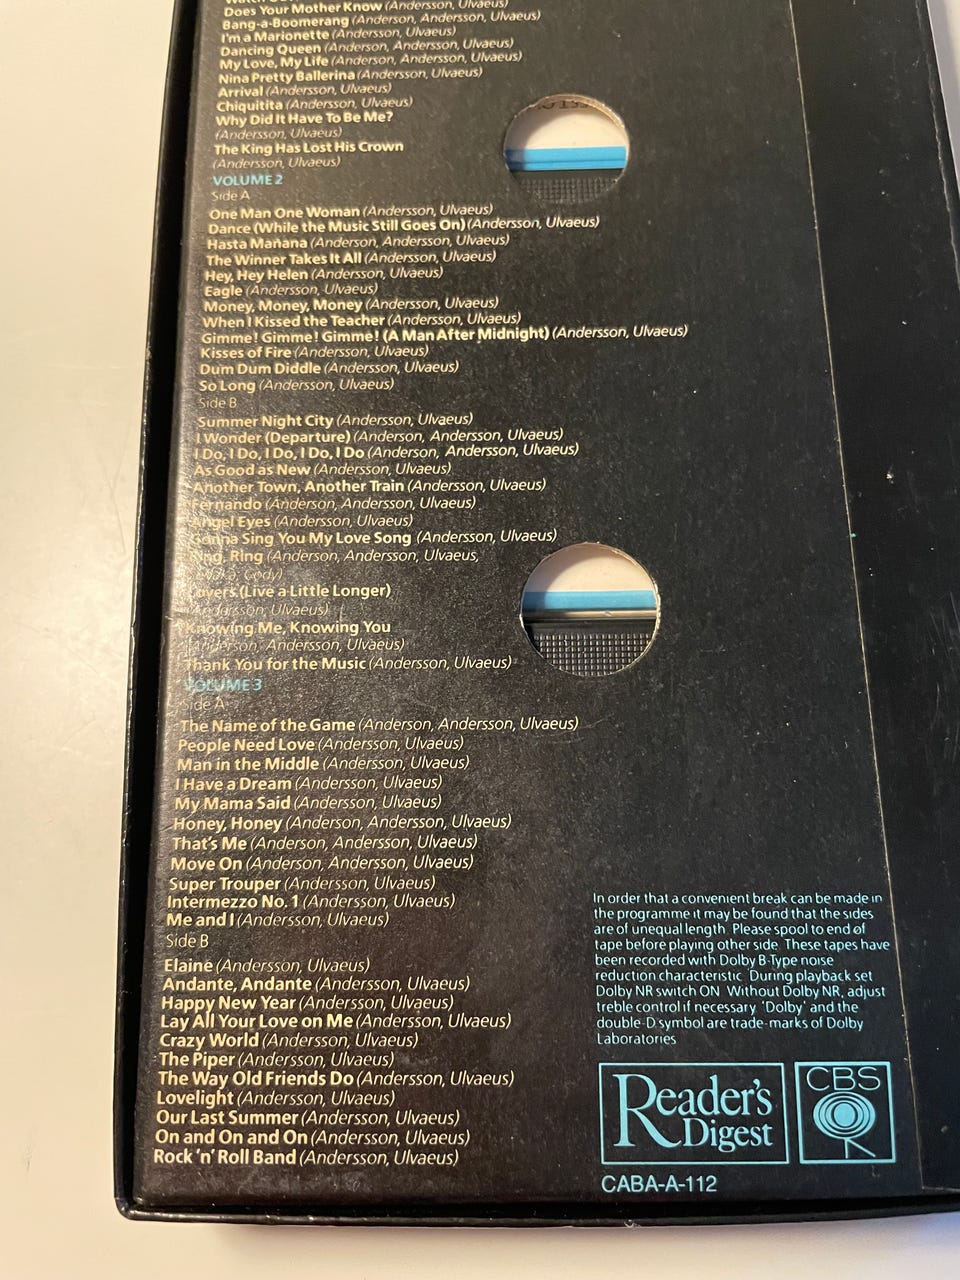 Does Your Mother Know (Andersson, Ulvaeus)
Bang-a-Boomerang (Andersson, Ulvaeus)
I'm a Marionette (Andersson, Ulvaeus)
Dancing Queen (Anderson, Andersson, Ulvaeus)
My Love, My Life (Anderson, Andersson, Ulvaeus)
Nina Pretty Ballerina (Andersson, Ulvaeus)
Arrival (Andersson, Ulvaeus)
Chiquitita (Andersson, Ulvaeus)
Why Did It Have To Be Me?
(Andersson, Ulvaeus)
The King Has Lost His Crown
(Andersson, Ulvaeus)
VOLUME 2
Side A
One Man One Woman (Andersson, Ulvaeus)
Dance (While the Music Still Goes On) (Andersson, Ulvaeus)
Hasta Mañana (Anderson, Andersson, Ulvaeus)
The Winner Takes It All (Andersson, Ulvaeus)
Hey, Hey Helen (Andersson, Ulvaeus)
Eagle (Andersson, Ulvaeus)
Money, Money, Money (Andersson, Ulvaeus)
When I Kissed the Teacher (Andersson, Ulvaeus)
Gimme! Gimme! Gimme! (A Man After Midnight) (Andersson, Ulvaeus)
Kisses of Fire (Andersson, Ulvaeus)
Dum Dum Diddle (Andersson, Ulvaeus)
So Long (Andersson, Ulvaeus)
Side B
Summer Night City (Andersson, Ulvaeus)
I Wonder (Departure) (Anderson, Andersson, Ulvaeus)
I Do, I Do, I Do, I Do, I Do (Anderson, Andersson, Ulvaeus)
As Good as New (Andersson, Ulvaeus)
Another Town, Another Train (Andersson, Ulvaeus)
Fernando (Anderson, Andersson, Ulvaeus)
Angel Eyes (Andersson, Ulvaeus)
Gonna Sing You My Love Song (Andersson, Ulvaeus)
Ring, Ring (Anderson, Andersson, Ulvaeus,
Cody)
Lovers (Live a Little Longer)
(Andersson, Ulvaeus)
Knowing Me, Knowing You
(Anderson, Andersson, Ulvaeus)
Thank You for the Music (Andersson, Ulvaeus)
VOLUME 3
Side A
The Name of the Game (Anderson, Andersson, Ulvaeus)
People Need Love (Andersson, Ulvaeus)
Man in the Middle (Andersson, Ulvaeus)
I Have a Dream (Andersson, Ulvaeus)
My Mama Said (Andersson, Ulvaeus)
Honey, Honey (Anderson, Andersson, Ulvaeus)
That's Me (Anderson, Andersson, Ulvaeus)
Move On (Anderson, Andersson, Ulvaeus)
Super Trouper (Andersson, Ulvaeus)
Intermezzo No. 1 (Andersson, Ulvaeus)
Me and I (Andersson, Ulvaeus)
Side B
Elaine (Andersson, Ulvaeus)
Andante, Andante (Andersson, Ulvaeus)
Happy New Year (Andersson, Ulvaeus)
Lay All Your Love on Me (Andersson, Ulvaeus)
Crazy World (Andersson, Ulvaeus)
The Piper (Andersson, Ulvaeus)
The Way Old Friends Do (Andersson, Ulvaeus)
Lovelight (Andersson, Ulvaeus)
Our Last Summer (Andersson, Ulvaeus)
On and On and On (Andersson, Ulvaeus)
Rock 'n' Roll Band (Andersson, Ulvaeus)
In order that a convenient break can be made in
the programme it may be found that the sides
are of unequal length. Please spool to end of
tape before playing other side. These tapes have
been recorded with Dolby B-Type noise
reduction characteristic. During playback set
Dolby NR switch ON. Without Dolby NR, adjust
treble control if necessary. 'Dolby' and the
double-D symbol are trade-marks of Dolby
Laboratories
Reader's
Digest
CBS
CABA-A-112